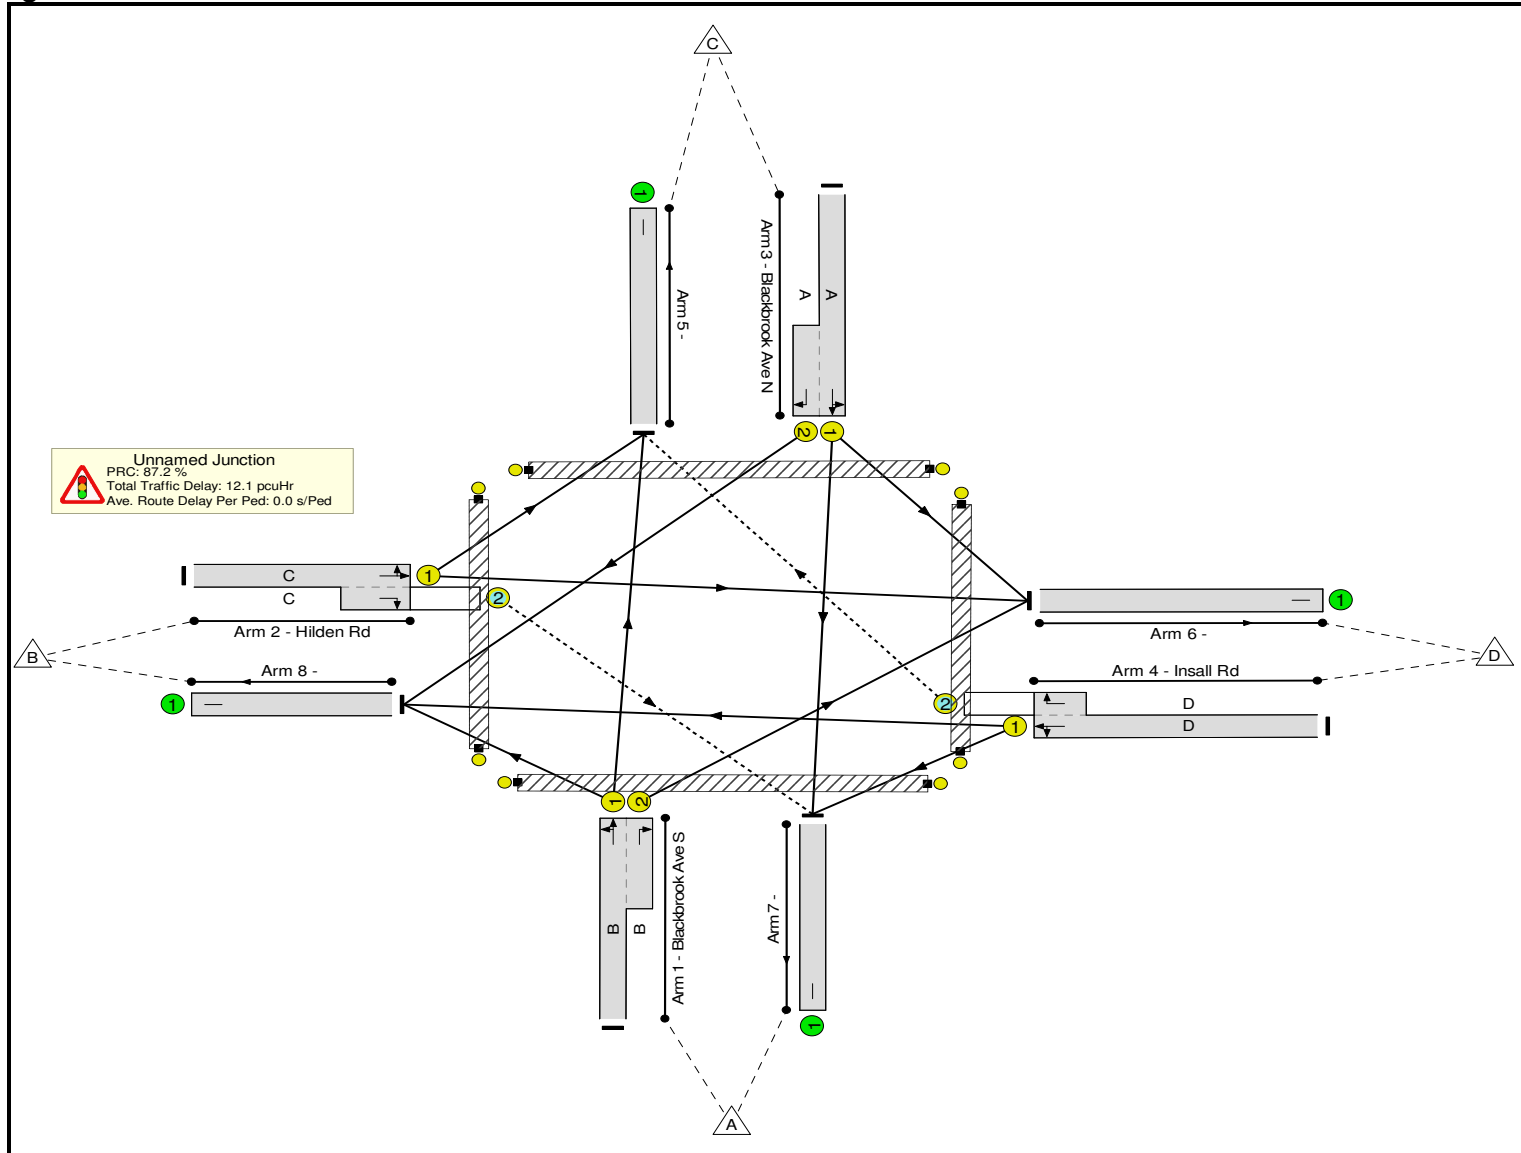 C
1
Arm 5 -
Arm 3 - Blackbrook Ave N
A
A
2
1
Unnamed Junction
PRC: 87.2 %
Total Traffic Delay: 12.1 pcuHr
Ave. Route Delay Per Ped: 0.0 s/Ped
C
1
C
2
Arm 2 - Hilden Rd
B
Arm 8 -
1
1
Arm 6 -
D
Arm 4 - Insall Rd
2
D
1
D
1
2
B
B
Arm 1 - Blackbrook Ave S
Arm 7 -
1
A